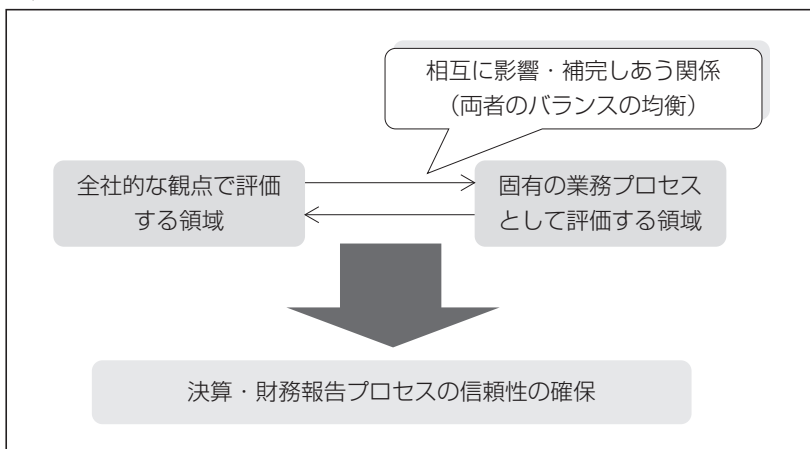 相互に影響・補完しあう関係
（両者のバランスの均衡）
全社的な観点で評価
する領域
固有の業務プロセス
として評価する領域
決算・財務報告プロセスの信頼性の確保